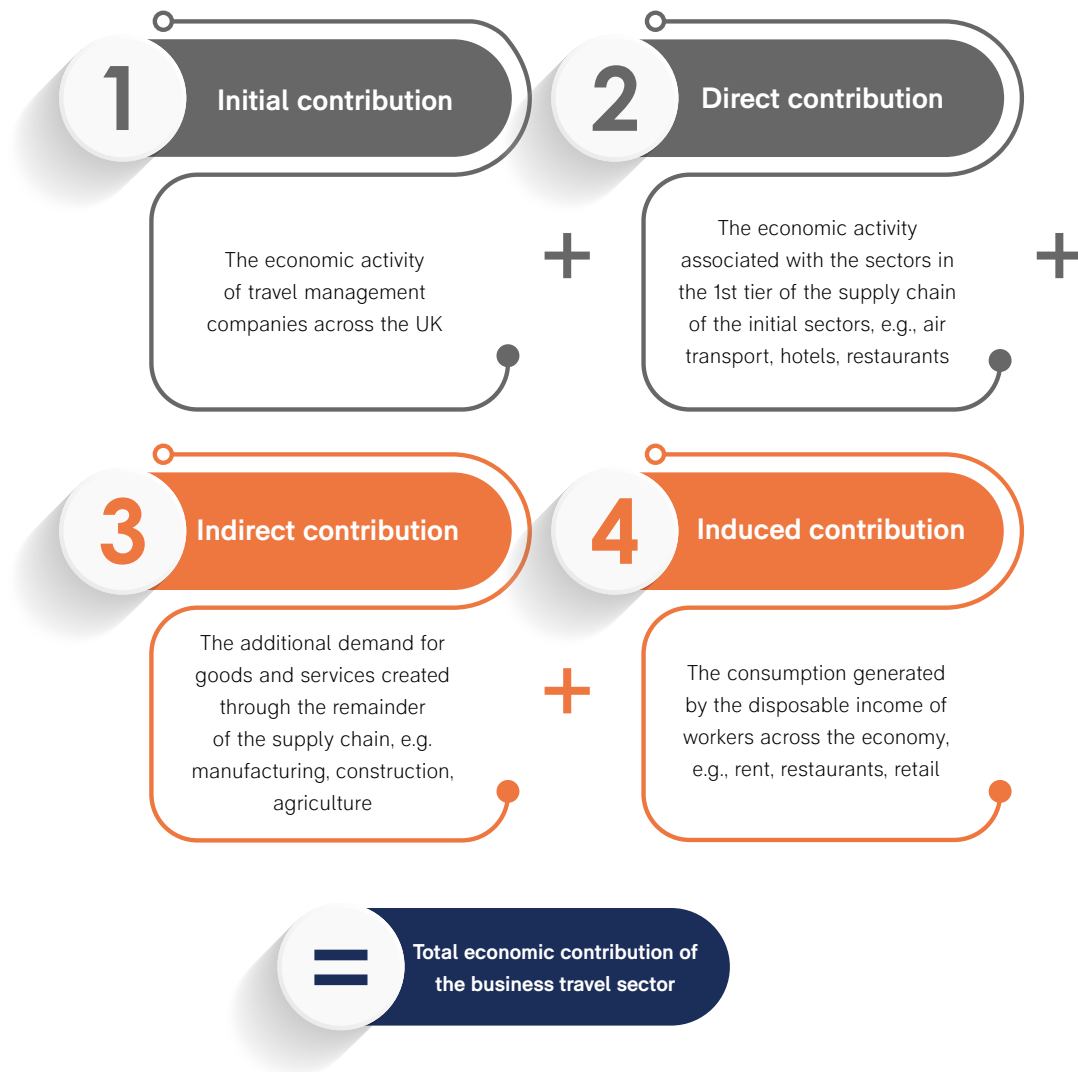 1
Initial contribution
The economic activity
of travel management
companies across the UK
+
2
Direct contribution
The economic activity
associated with the sectors in
the 1st tier of the supply chain
of the initial sectors, e.g., air
transport, hotels, restaurants
+
3
Indirect contribution
The additional demand for
goods and services created
through the remainder
of the supply chain, e.g.
manufacturing, construction,
agriculture
+
4
Induced contribution
The consumption generated
by the disposable income of
workers across the economy,
e.g., rent, restaurants, retail
=
Total economic contribution of
the business travel sector